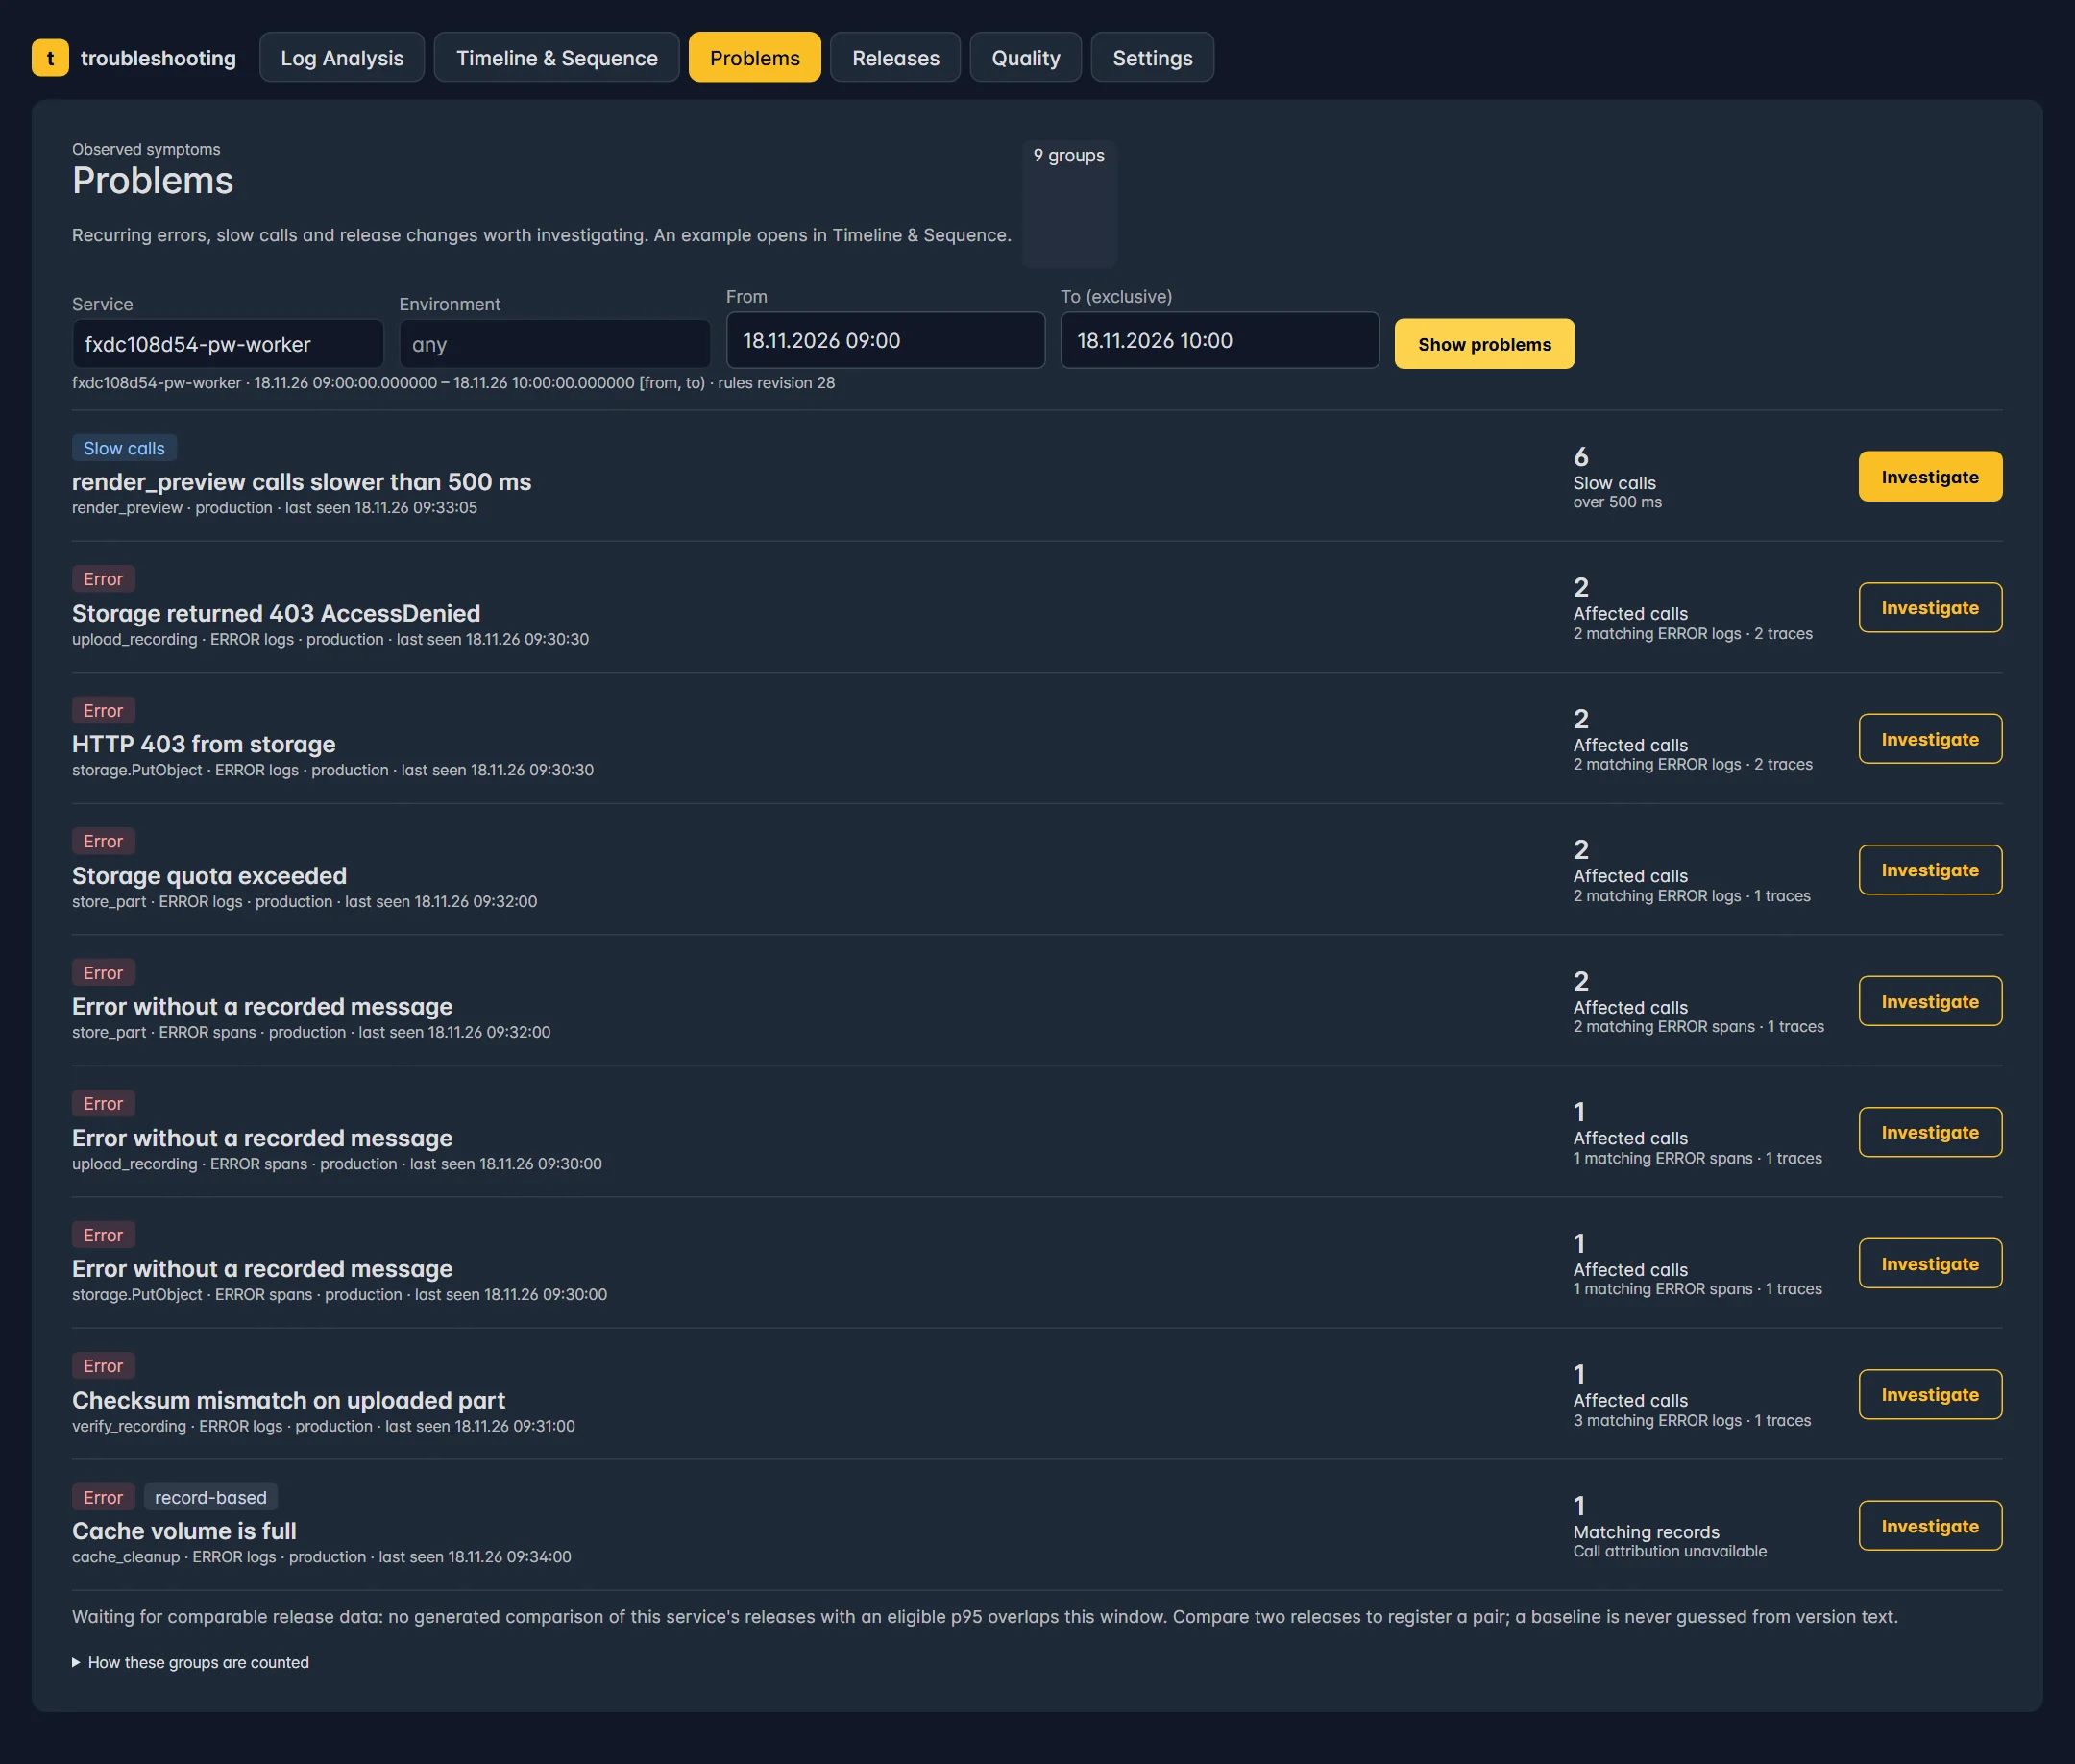 t troubleshooting Log Analysis Timeline & Sequence Problems Releases Quality Settings
Observed symptoms
Problems
9 groups
Recurring errors, slow calls and release changes worth investigating. An example opens in Timeline & Sequence.
Service Environment From To (exclusive)
fxdc108d54-pw-worker any 18.11.2026 09:00 18.11.2026 10:00 Show problems
fxdc108d54-pw-worker · 18.11.26 09:00:00.000000 – 18.11.26 10:00:00.000000 [from, to) · rules revision 28
Slow calls
render_preview calls slower than 500 ms
render_preview · production · last seen 18.11.26 09:33:05
6
Slow calls
over 500 ms
Investigate
Error
Storage returned 403 AccessDenied
upload_recording · ERROR logs · production · last seen 18.11.26 09:30:30
2
Affected calls
2 matching ERROR logs · 2 traces
Investigate
Error
HTTP 403 from storage
storage.PutObject · ERROR logs · production · last seen 18.11.26 09:30:30
2
Affected calls
2 matching ERROR logs · 2 traces
Investigate
Error
Storage quota exceeded
store_part · ERROR logs · production · last seen 18.11.26 09:32:00
2
Affected calls
2 matching ERROR logs · 1 traces
Investigate
Error
Error without a recorded message
store_part · ERROR spans · production · last seen 18.11.26 09:32:00
2
Affected calls
2 matching ERROR spans · 1 traces
Investigate
Error
Error without a recorded message
upload_recording · ERROR spans · production · last seen 18.11.26 09:30:00
1
Affected calls
1 matching ERROR spans · 1 traces
Investigate
Error
Error without a recorded message
storage.PutObject · ERROR spans · production · last seen 18.11.26 09:30:00
1
Affected calls
1 matching ERROR spans · 1 traces
Investigate
Error
Checksum mismatch on uploaded part
verify_recording · ERROR logs · production · last seen 18.11.26 09:31:00
1
Affected calls
3 matching ERROR logs · 1 traces
Investigate
Error record-based
Cache volume is full
cache_cleanup · ERROR logs · production · last seen 18.11.26 09:34:00
1
Matching records
Call attribution unavailable
Investigate
Waiting for comparable release data: no generated comparison of this service's releases with an eligible p95 overlaps this window. Compare two releases to register a pair; a baseline is never guessed from version text.
How these groups are counted